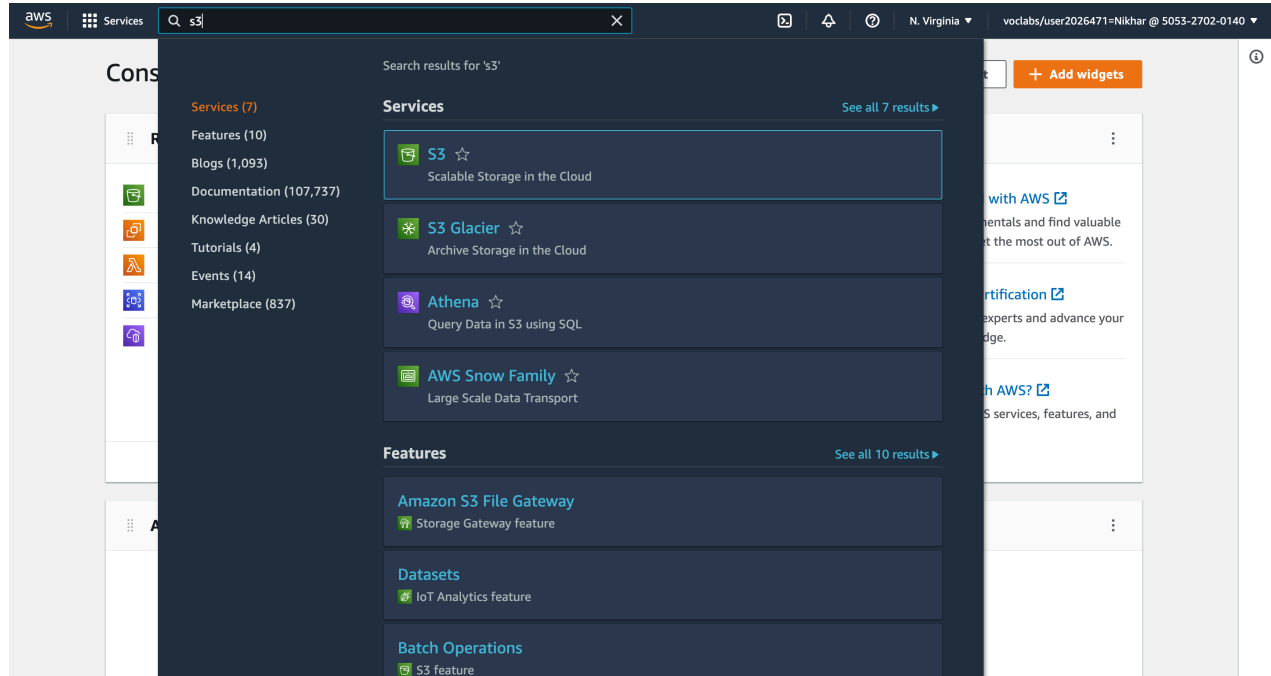 aws
Services
s3
N. Virginia
voclabs/user2026471=Nikhar @ 5053-2702-0140
Cons
t
+ Add widgets
Search results for 's3'
Services (7)
Features (10)
Blogs (1,093)
Documentation (107,737)
Knowledge Articles (30)
Tutorials (4)
Events (14)
Marketplace (837)
Services
See all 7 results
S3
Scalable Storage in the Cloud
S3 Glacier
Archive Storage in the Cloud
Athena
Query Data in S3 using SQL
AWS Snow Family
Large Scale Data Transport
Features
See all 10 results
Amazon S3 File Gateway
Storage Gateway feature
Datasets
IoT Analytics feature
Batch Operations
S3 feature
R
A
with AWS
entals and find valuable
et the most out of AWS.
rtification
experts and advance your
dge.
h AWS?
S services, features, and